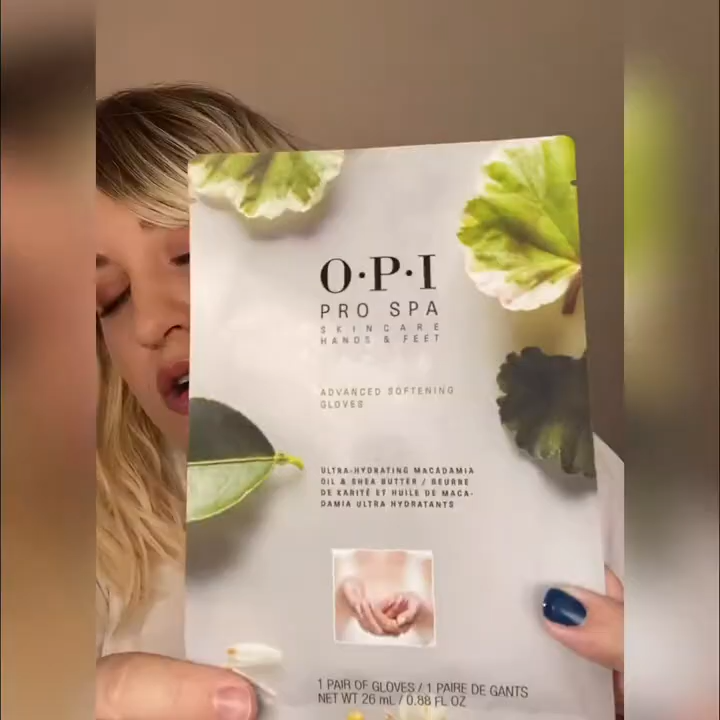 O·P·I
PRO SPA
SKINCARE
HANDS & FEET
ADVANCED SOFTENING
GLOVES
ULTRA-HYDRATING MACADAMIA
OIL & SHEA BUTTER / BEURRE
DE KARITÉ ET HUILE DE MACA-
DAMIA ULTRA HYDRATANTS
1 PAIR OF GLOVES / 1 PAIRE DE GANTS
NET WT 26 mL / 0.88 FL OZ